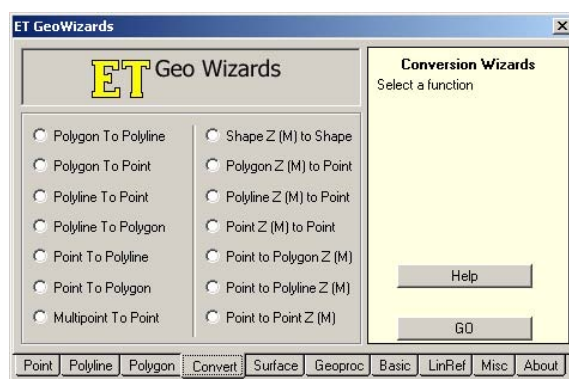 ET GeoWizards
ET Geo Wizards
Polygon To Polyline
Polygon To Point
Polyline To Point
Polyline To Polygon
Point To Polyline
Point To Polygon
Multipoint To Point
Shape Z (M) to Shape
Polygon Z (M) to Point
Polyline Z (M) to Point
Point Z (M) to Point
Point to Polygon Z (M)
Point to Polyline Z (M)
Point to Point Z (M)
Conversion Wizards
Select a function
Help
GO
Point Polyline Polygon Convert Surface Geoproc Basic LinRef Misc About